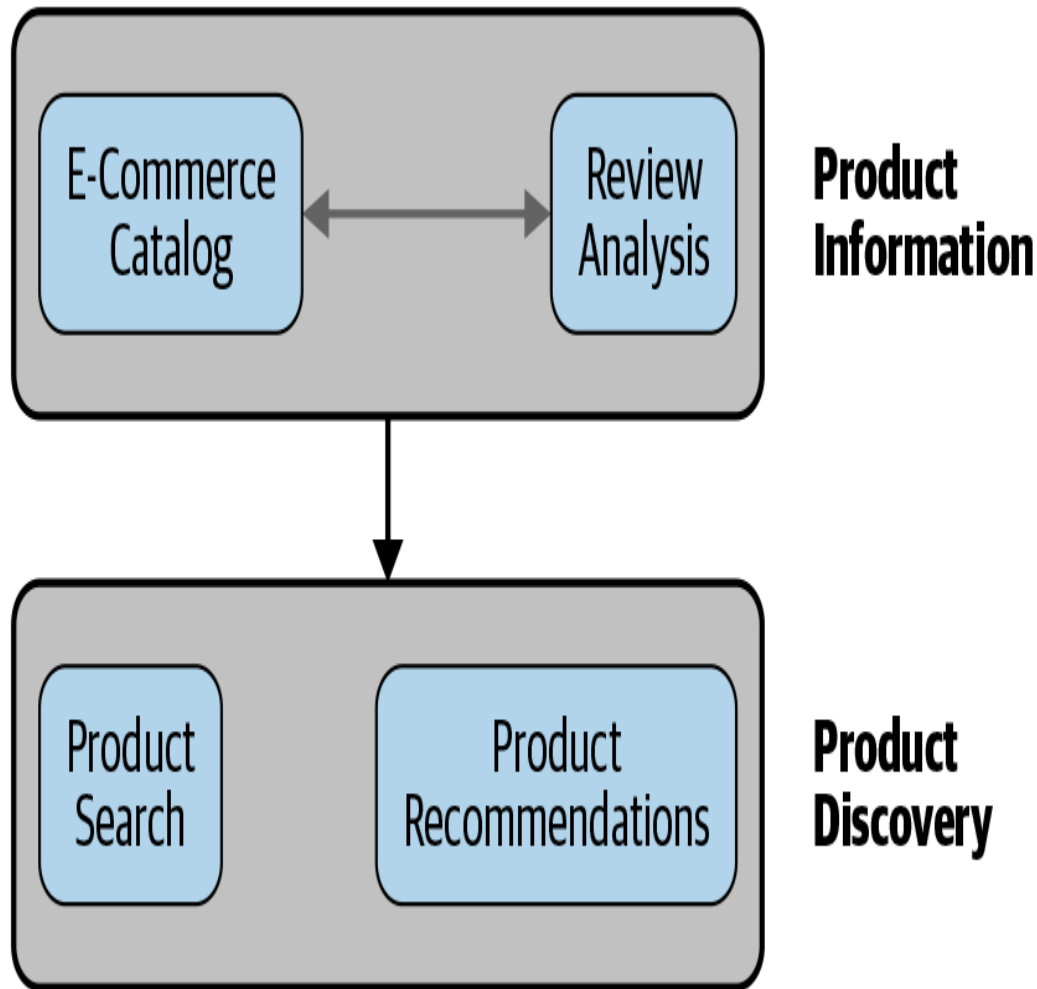 E-Commerce
Catalog
Review
Analysis
Product
Information
Product
Search
Product
Recommendations
Product
Discovery